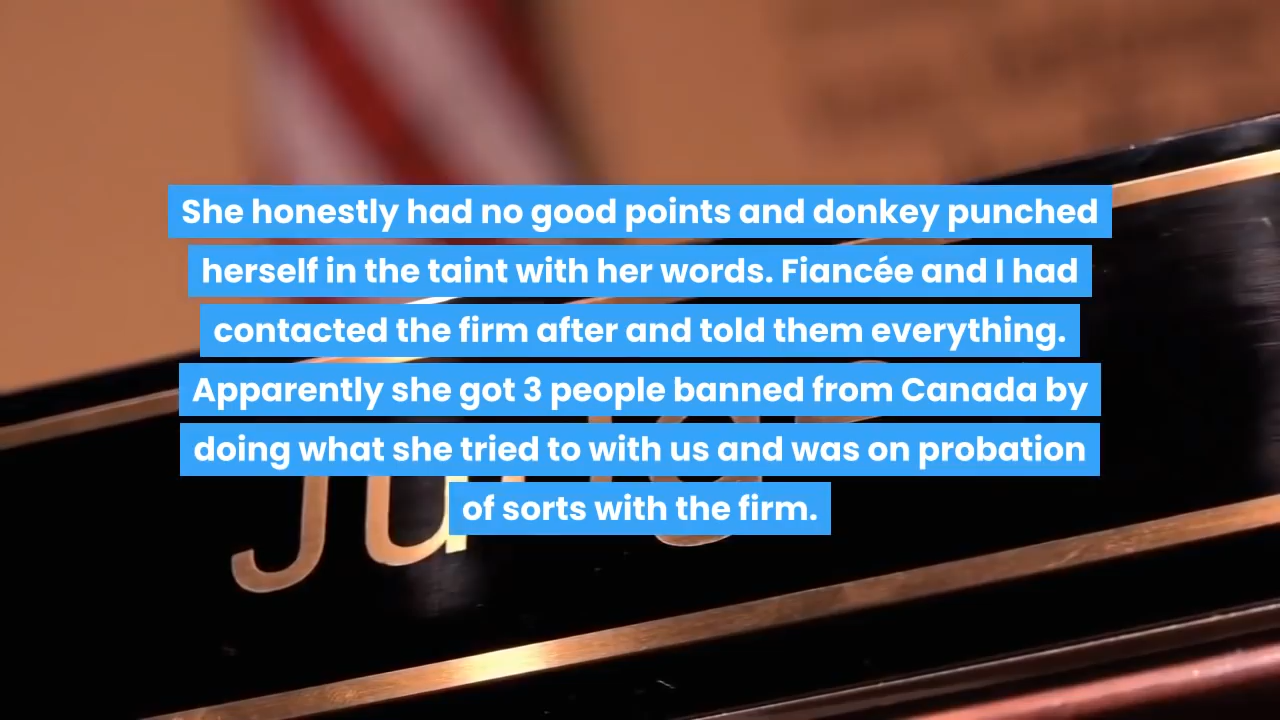 She honestly had no good points and donkey punched
herself in the taint with her words. Fiancée and I had
contacted the firm after and told them everything.
Apparently she got 3 people banned from Canada by
doing what she tried to with us and was on probation
of sorts with the firm.